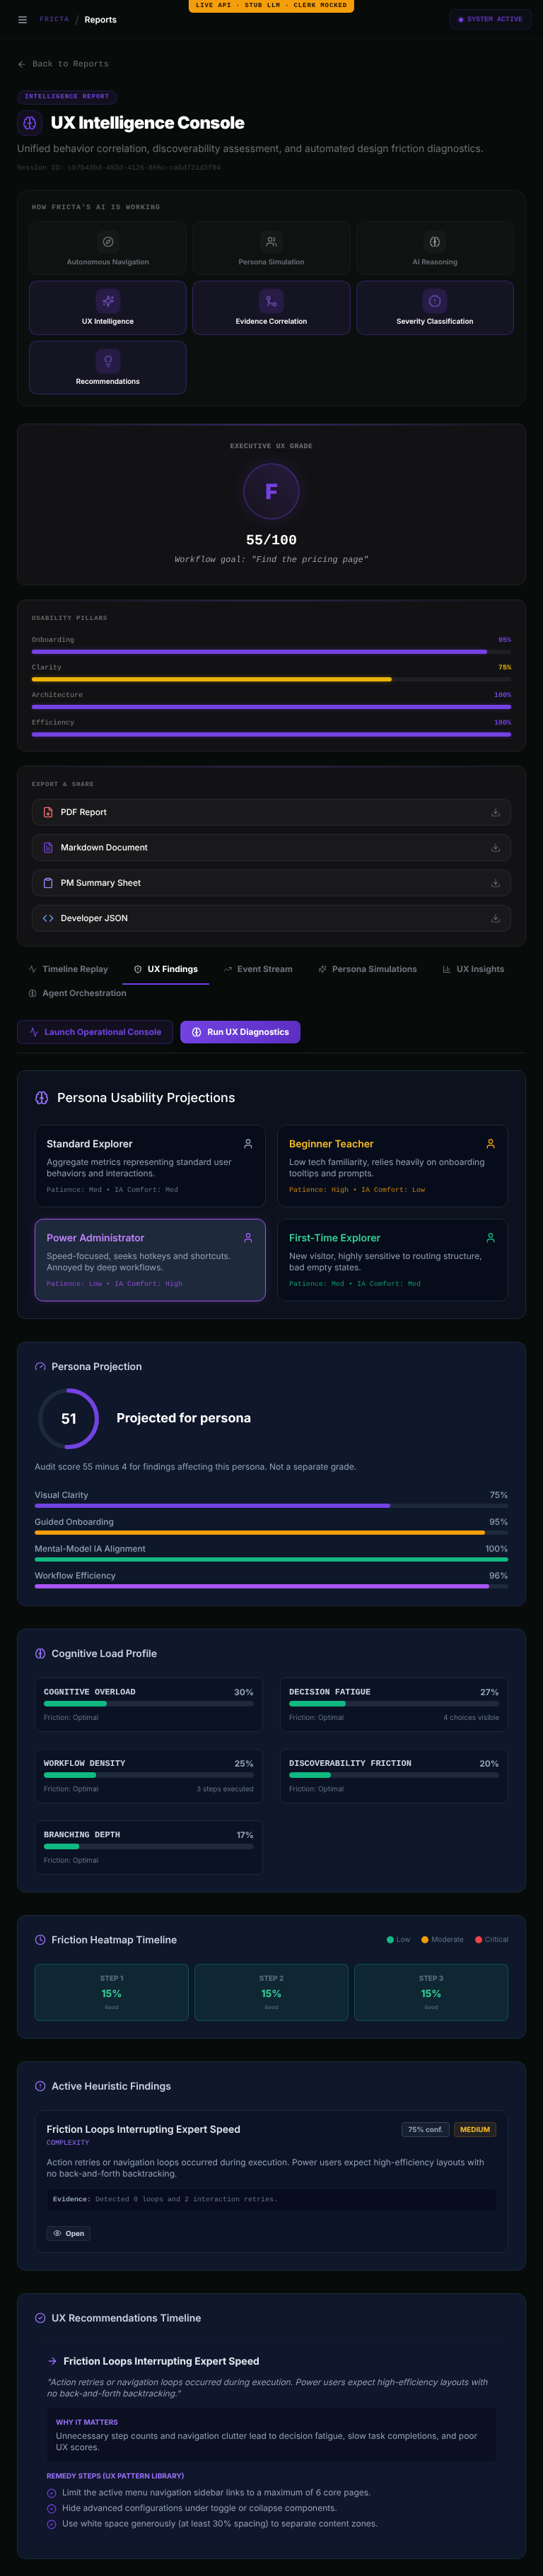 LIVE API · STUB LLM · CLERK MOCKED
FRICTA / Reports
SYSTEM ACTIVE
Back to Reports
INTELLIGENCE REPORT
UX Intelligence Console
Unified behavior correlation, discoverability assessment, and automated design friction diagnostics.
HOW FRICTA'S AI IS WORKING
Autonomous Navigation
Persona Simulation
AI Reasoning
UX Intelligence
Evidence Correlation
Severity Classification
Recommendations
EXECUTIVE UX GRADE
F
55/100
Workflow goal: "Find the pricing page"
USABILITY PILLARS
Onboarding 95%
Clarity 75%
Architecture 100%
Efficiency 100%
EXPORT & SHARE
PDF Report
Markdown Document
PM Summary Sheet
Developer JSON
Timeline Replay
UX Findings
Event Stream
Persona Simulations
UX Insights
Agent Orchestration
Launch Operational Console
Run UX Diagnostics
Persona Usability Projections
Standard Explorer
Aggregate metrics representing standard user
behaviors and interactions.
Patience: Med • IA Comfort: Med
Beginner Teacher
Low tech familiarity, relies heavily on onboarding
tooltips and prompts.
Patience: High • IA Comfort: Low
Power Administrator
Speed-focused, seeks hotkeys and shortcuts.
Annoyed by deep workflows.
Patience: Low • IA Comfort: High
First-Time Explorer
New visitor, highly sensitive to routing structure,
bad empty states.
Patience: Med • IA Comfort: Med
Persona Projection
51
Projected for persona
Audit score 55 minus 4 for findings affecting this persona. Not a separate grade.
Visual Clarity 75%
Guided Onboarding 95%
Mental-Model IA Alignment 100%
Workflow Efficiency 96%
Cognitive Load Profile
COGNITIVE OVERLOAD 30%
Friction: Optimal
DECISION FATIGUE 27%
Friction: Optimal 4 choices visible
WORKFLOW DENSITY 25%
Friction: Optimal 3 steps executed
DISCOVERABILITY FRICTION 20%
Friction: Optimal
BRANCHING DEPTH 17%
Friction: Optimal
Friction Heatmap Timeline
Low Moderate Critical
STEP 1
15%
Good
STEP 2
15%
Good
STEP 3
15%
Good
Active Heuristic Findings
Friction Loops Interrupting Expert Speed
75% conf. MEDIUM
COMPLEXITY
Action retries or navigation loops occurred during execution. Power users expect high-efficiency layouts with
no back-and-forth backtracking.
Evidence: Detected 0 loops and 2 interaction retries.
Open
UX Recommendations Timeline
Friction Loops Interrupting Expert Speed
"Action retries or navigation loops occurred during execution. Power users expect high-efficiency layouts with
no back-and-forth backtracking."
WHY IT MATTERS
Unnecessary step counts and navigation clutter lead to decision fatigue, slow task completions, and poor
UX scores.
REMEDY STEPS (UX PATTERN LIBRARY)
Limit the active menu navigation sidebar links to a maximum of 6 core pages.
Hide advanced configurations under toggle or collapse components.
Use white space generously (at least 30% spacing) to separate content zones.